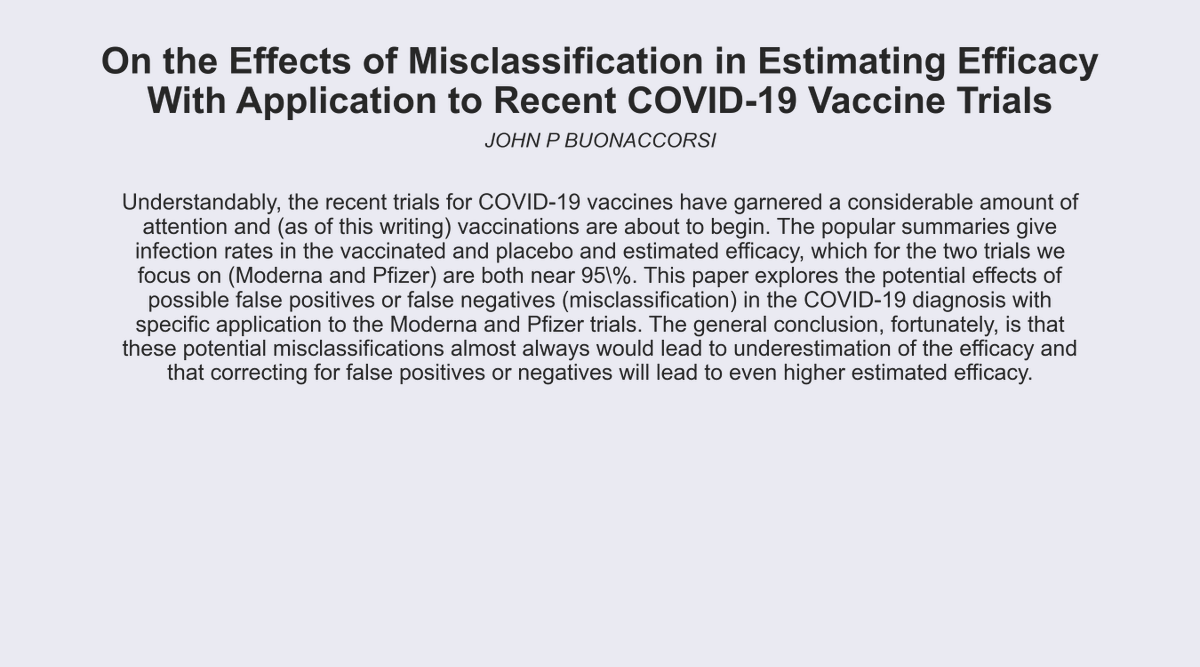 On the Effects of Misclassification in Estimating Efficacy
With Application to Recent COVID-19 Vaccine Trials
JOHN P BUONACCORSI
Understandably, the recent trials for COVID-19 vaccines have garnered a considerable amount of
attention and (as of this writing) vaccinations are about to begin. The popular summaries give
infection rates in the vaccinated and placebo and estimated efficacy, which for the two trials we
focus on (Moderna and Pfizer) are both near 95\%. This paper explores the potential effects of
possible false positives or false negatives (misclassification) in the COVID-19 diagnosis with
specific application to the Moderna and Pfizer trials. The general conclusion, fortunately, is that
these potential misclassifications almost always would lead to underestimation of the efficacy and
that correcting for false positives or negatives will lead to even higher estimated efficacy.